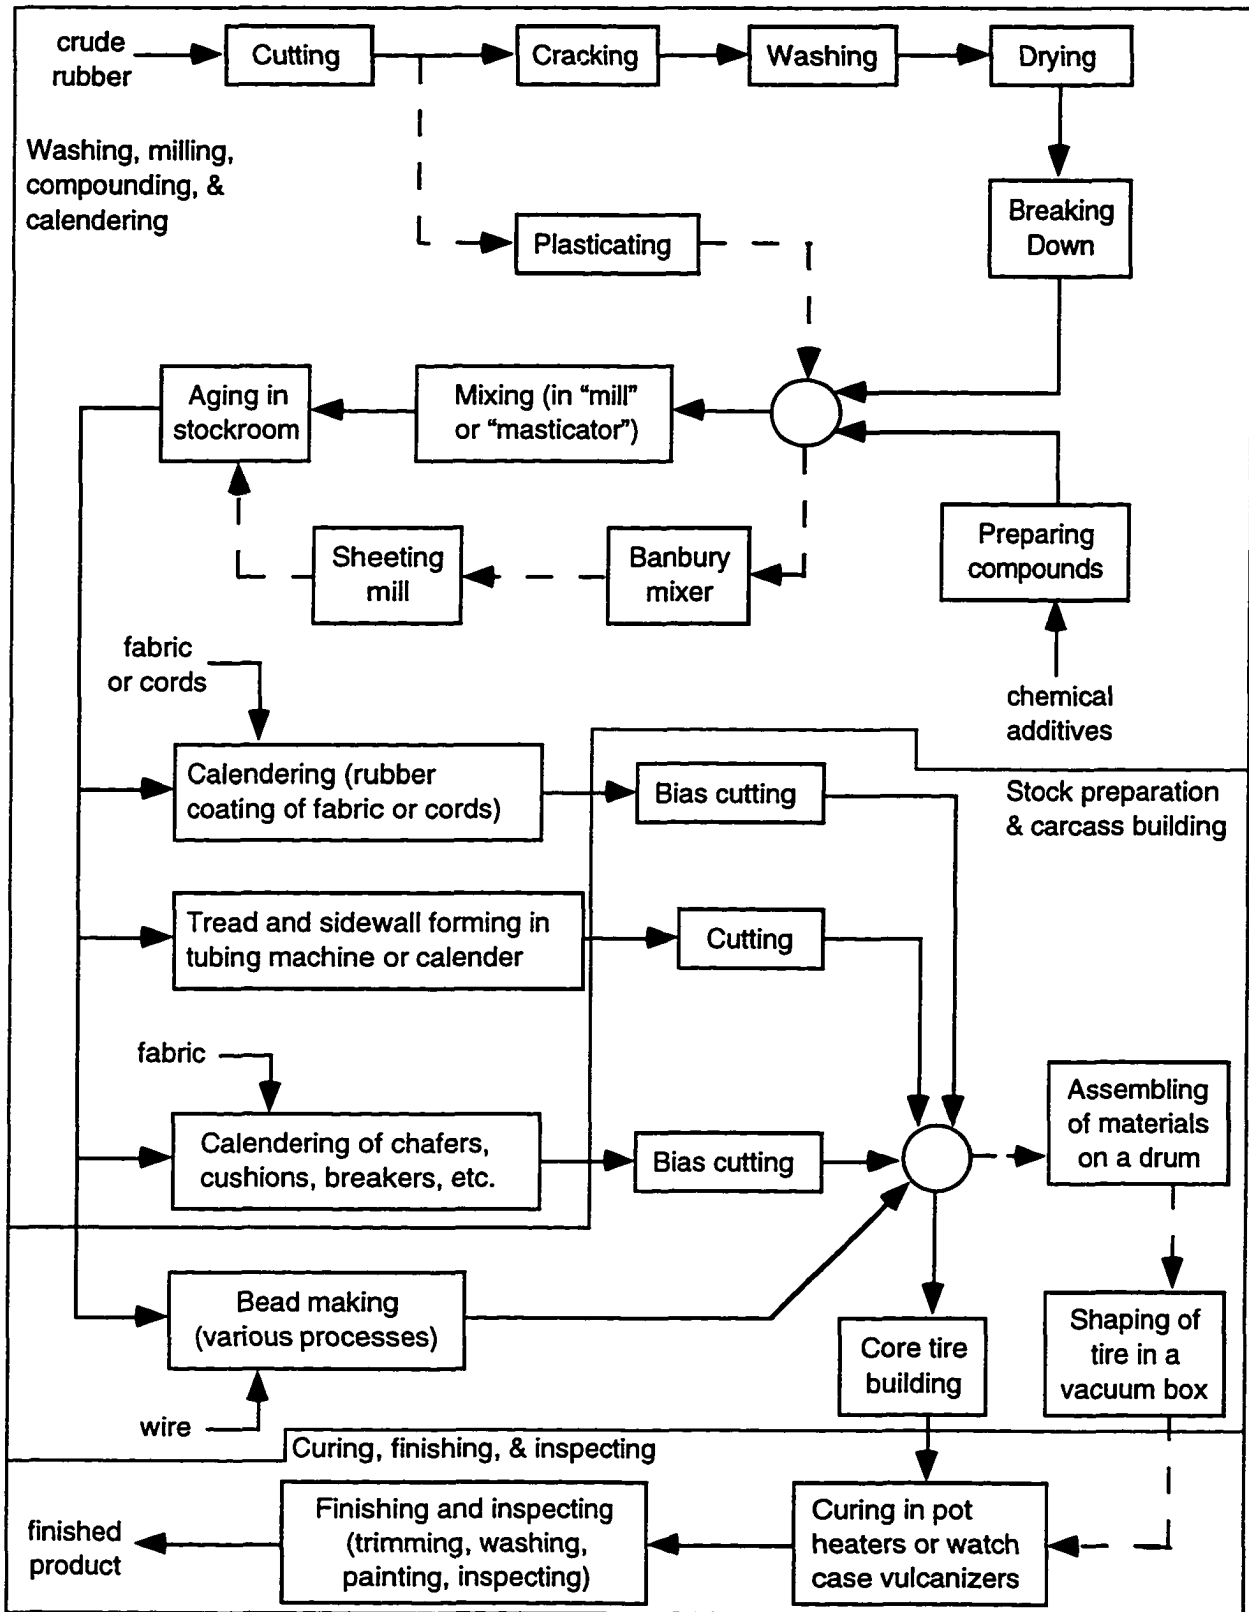 crude
rubber
Cutting
Cracking
Washing
Drying
Washing, milling,
compounding, &
calendering
Breaking
Down
Plasticating
Aging in
stockroom
Mixing (in “mill”
or “masticator”)
Sheeting
mill
Banbury
mixer
Preparing
compounds
fabric
or cords
chemical
additives
Calendering (rubber
coating of fabric or cords)
Bias cutting
Stock preparation
& carcass building
Tread and sidewall forming in
tubing machine or calender
Cutting
fabric
Calendering of chafers,
cushions, breakers, etc.
Bias cutting
Assembling
of materials
on a drum
Bead making
(various processes)
Core tire
building
Shaping of
tire in a
vacuum box
wire
Curing, finishing, & inspecting
finished
product
Finishing and inspecting
(trimming, washing,
painting, inspecting)
Curing in pot
heaters or watch
case vulcanizers